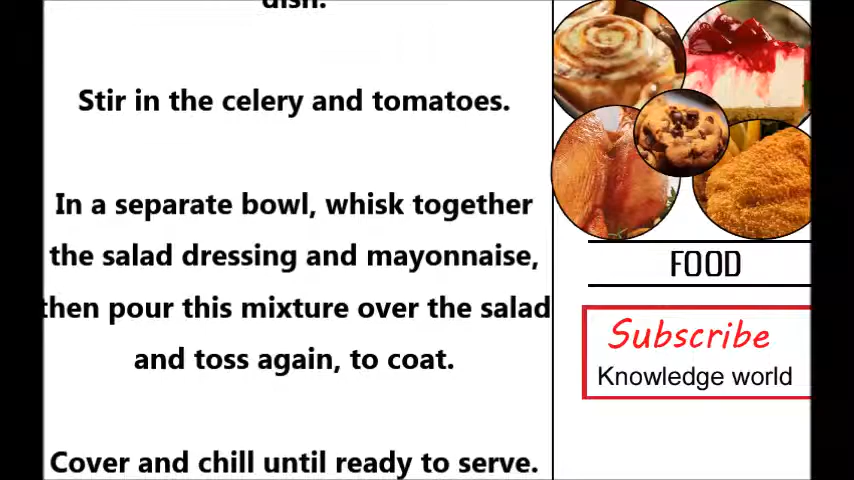 dish.
Stir in the celery and tomatoes.
In a separate bowl, whisk together
the salad dressing and mayonnaise,
then pour this mixture over the salad
and toss again, to coat.
Cover and chill until ready to serve.
FOOD
Subscribe
Knowledge world